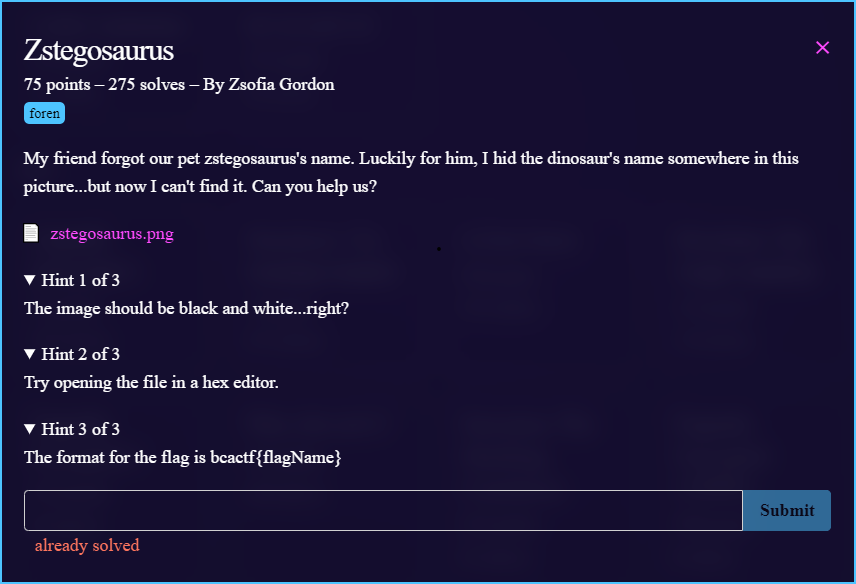 Zstegosaurus
75 points – 275 solves – By Zsofia Gordon
foren
My friend forgot our pet zstegosaurus's name. Luckily for him, I hid the dinosaur's name somewhere in this
picture...but now I can't find it. Can you help us?
zstegosaurus.png
▼ Hint 1 of 3
The image should be black and white...right?
▼ Hint 2 of 3
Try opening the file in a hex editor.
▼ Hint 3 of 3
The format for the flag is bcactf{flagName}
Submit
already solved